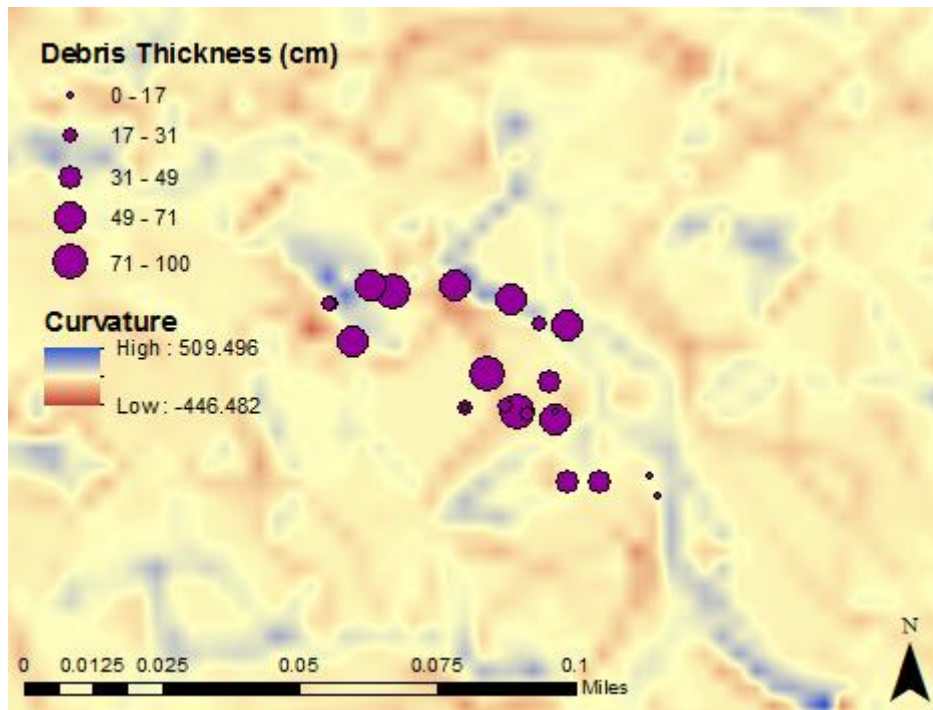 Debris Thickness (cm)
0 - 17
17 - 31
31 - 49
49 - 71
71 - 100
Curvature
High : 509.496
Low : -446.482
N
0 0.0125 0.025 0.05 0.075 0.1
Miles